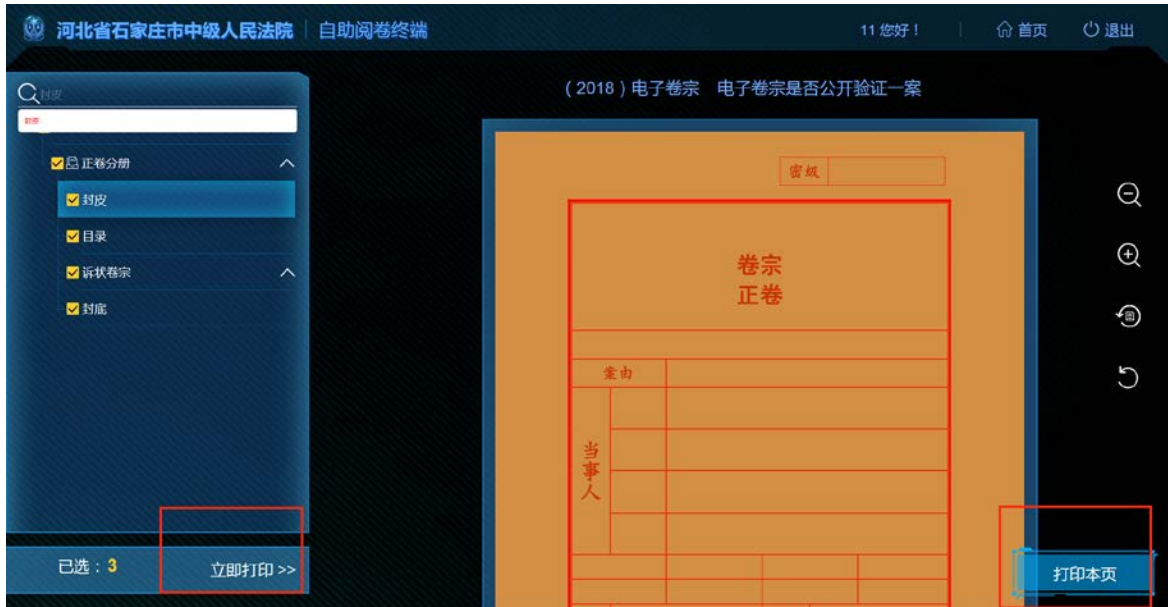 河北省石家庄市中级人民法院 自助阅卷终端
11 您好！ 首页 退出
封皮
封皮
正卷分册
封皮
目录
诉状卷宗
封底
已选：3 立即打印 >>
（2018）电子卷宗 电子卷宗是否公开验证一案
密级
卷宗
正卷
案由
当事人
打印本页